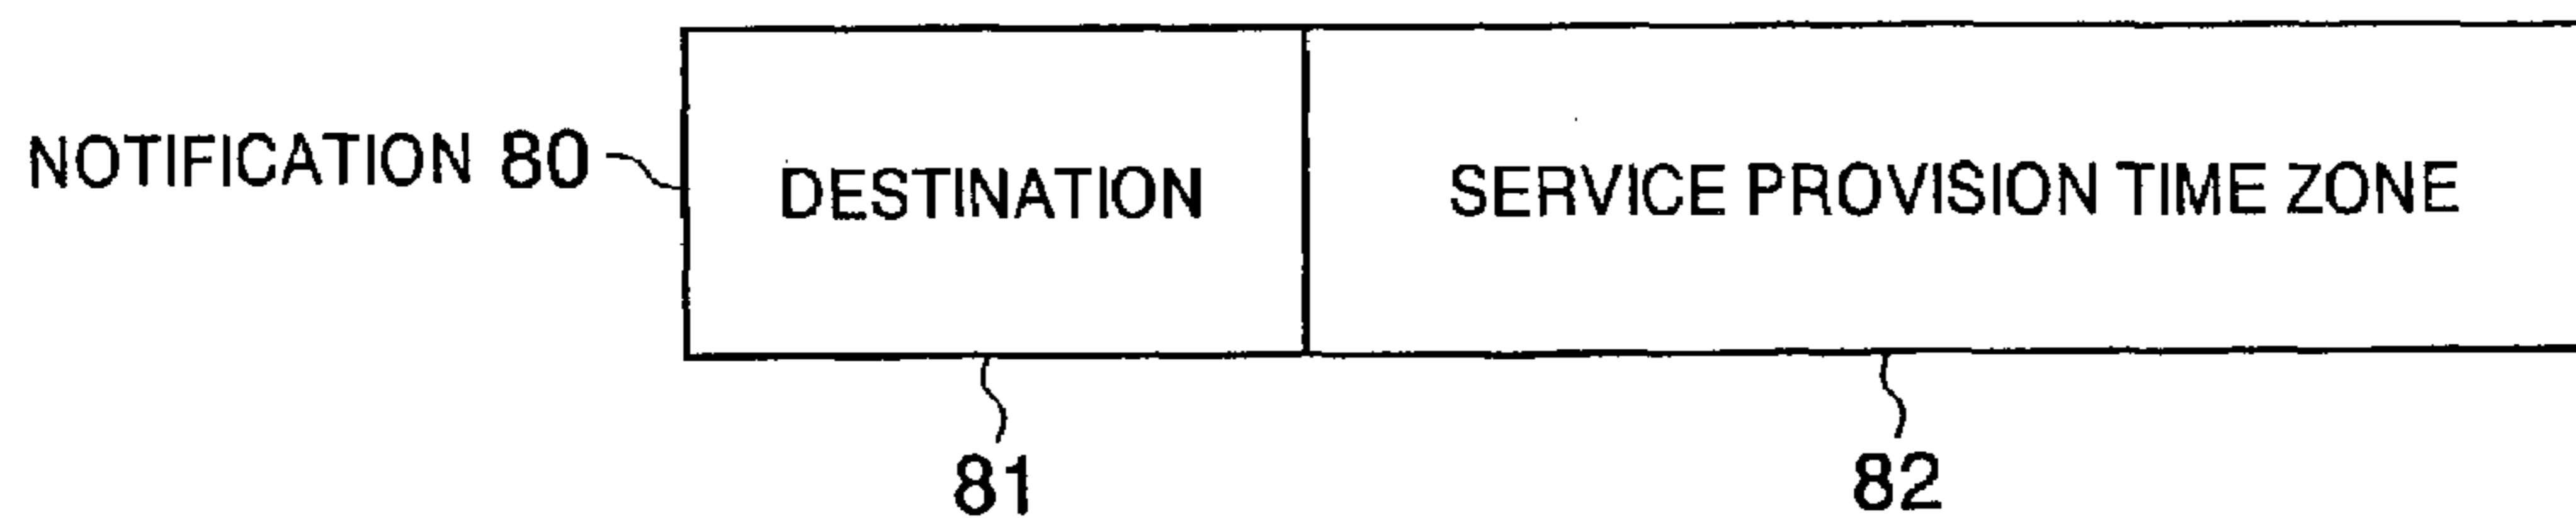 NOTIFICATION 80
DESTINATION
SERVICE PROVISION TIME ZONE
81
82